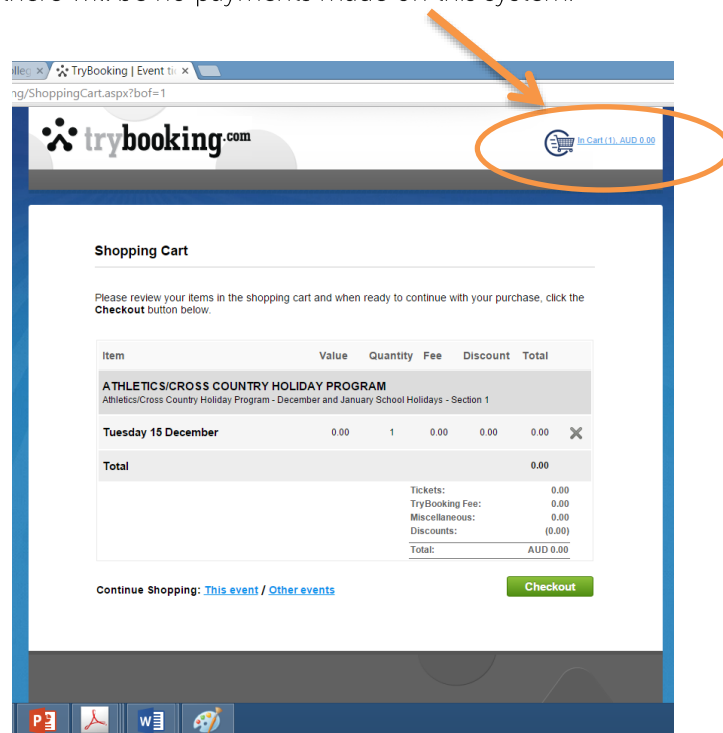 there will be no payments made on this system.
TryBooking | Event ti
ng/ShoppingCart.aspx?bof=1
trybooking.com
In Cart (1), AUD 0.00
Shopping Cart
Please review your items in the shopping cart and when ready to continue with your purchase, click the
Checkout button below.
Item Value Quantity Fee Discount Total
ATHLETICS/CROSS COUNTRY HOLIDAY PROGRAM
Athletics/Cross Country Holiday Program - December and January School Holidays - Section 1
Tuesday 15 December 0.00 1 0.00 0.00 0.00
Total 0.00
Tickets: 0.00
TryBooking Fee: 0.00
Miscellaneous: 0.00
Discounts: (0.00)
Total: AUD 0.00
Continue Shopping: This event / Other events
Checkout